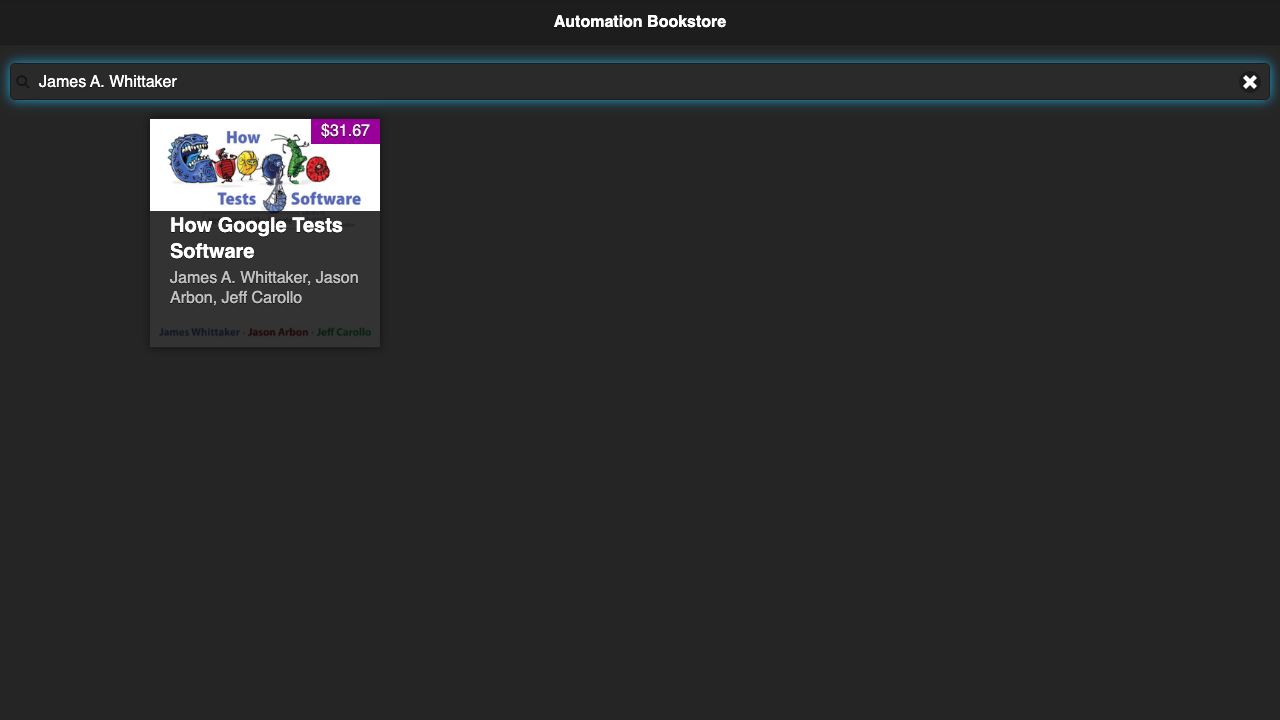 Automation Bookstore
James A. Whittaker
$31.67
How
Google
Tests Software
How Google Tests
Software
James A. Whittaker, Jason
Arbon, Jeff Carollo
James Whittaker · Jason Arbon · Jeff Carollo